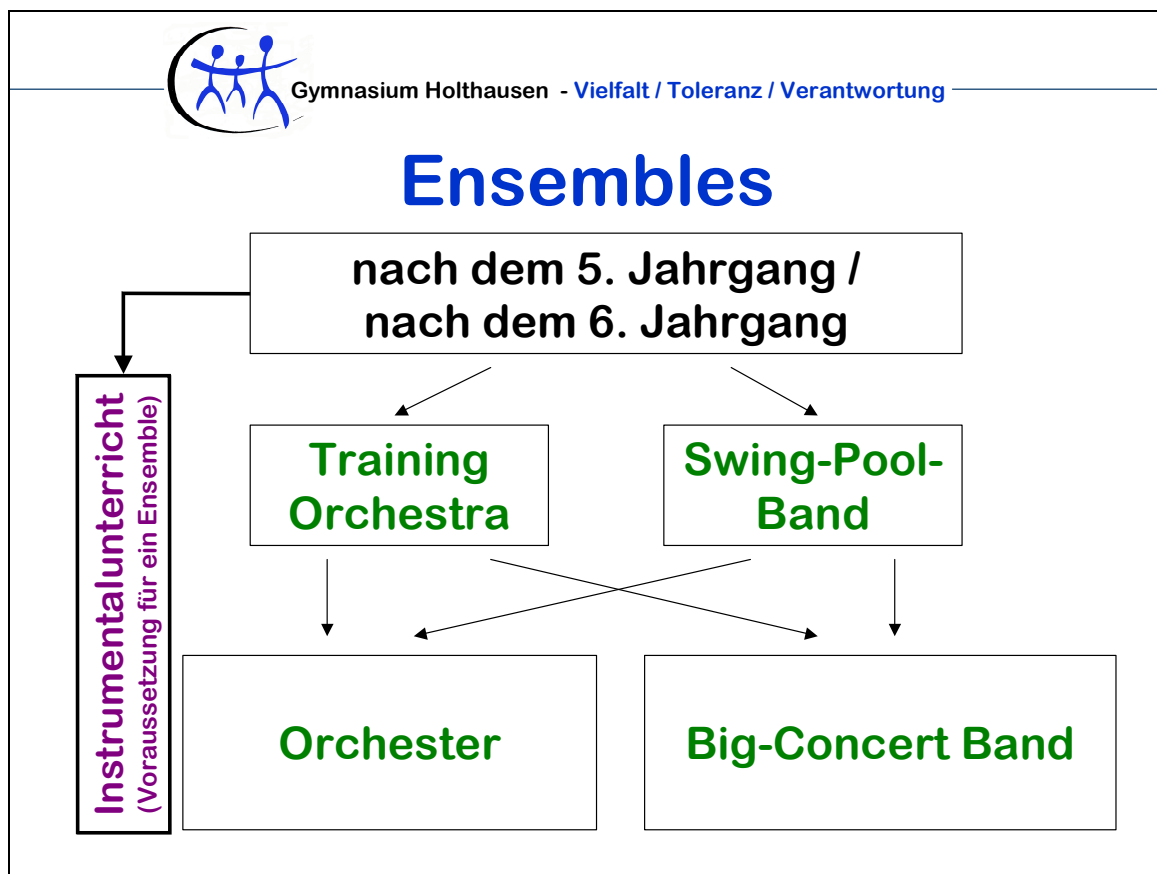 Gymnasium Holthausen - Vielfalt / Toleranz / Verantwortung
Ensembles
nach dem 5. Jahrgang /
nach dem 6. Jahrgang
Instrumentalunterricht
(Voraussetzung für ein Ensemble)
Training
Orchestra
Swing-Pool-
Band
Orchester
Big-Concert Band